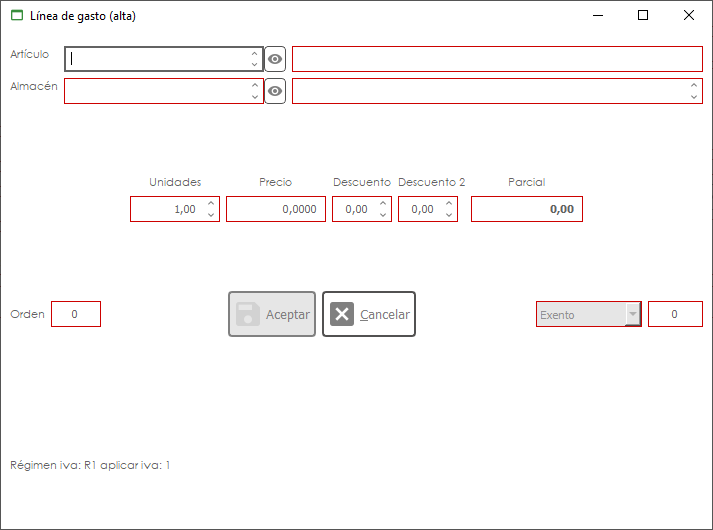 Línea de gasto (alta)
Artículo
Almacén
Unidades Precio Descuento Descuento 2 Parcial
1,00 0,0000 0,00 0,00 0,00
Orden 0 Aceptar Cancelar Exento 0
Régimen iva: R1 aplicar iva: 1